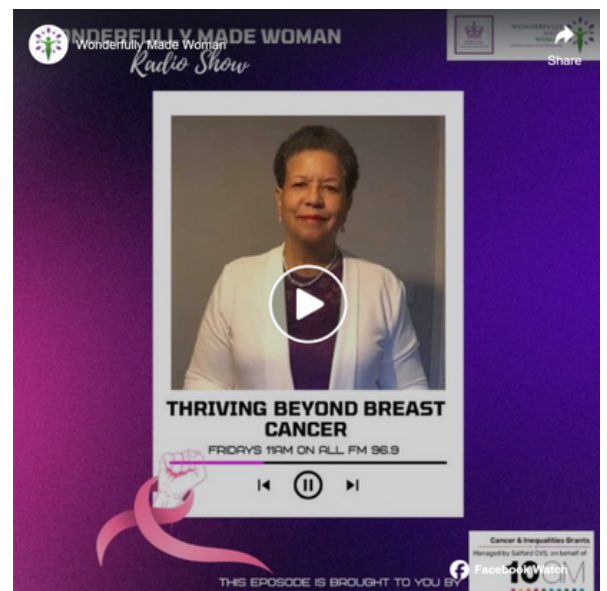 WONDERFULLY MADE WOMAN
Wonderfully Made Woman
Radio Show
Share
THRIVING BEYOND BREAST
CANCER
FRIDAYS 11AM ON ALL FM 96.9
Cancer & Inequalities Grants
Managed by Salford CVS, on behalf of
10GM
Facebook Watch
THIS EPOSODE IS BROUGHT TO YOU BY